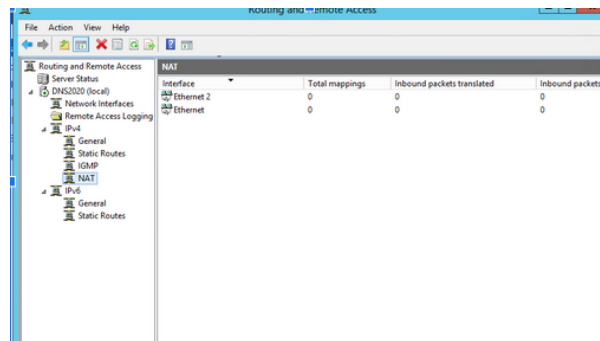 Routing and Remote Access
File Action View Help
Routing and Remote Access
Server Status
DNS2020 (local)
Network Interfaces
Remote Access Logging
IPv4
General
Static Routes
IGMP
NAT
IPv6
General
Static Routes
NAT
Interface Total mappings Inbound packets translated Inbound packets
Ethernet 2 0 0 0
Ethernet 0 0 0